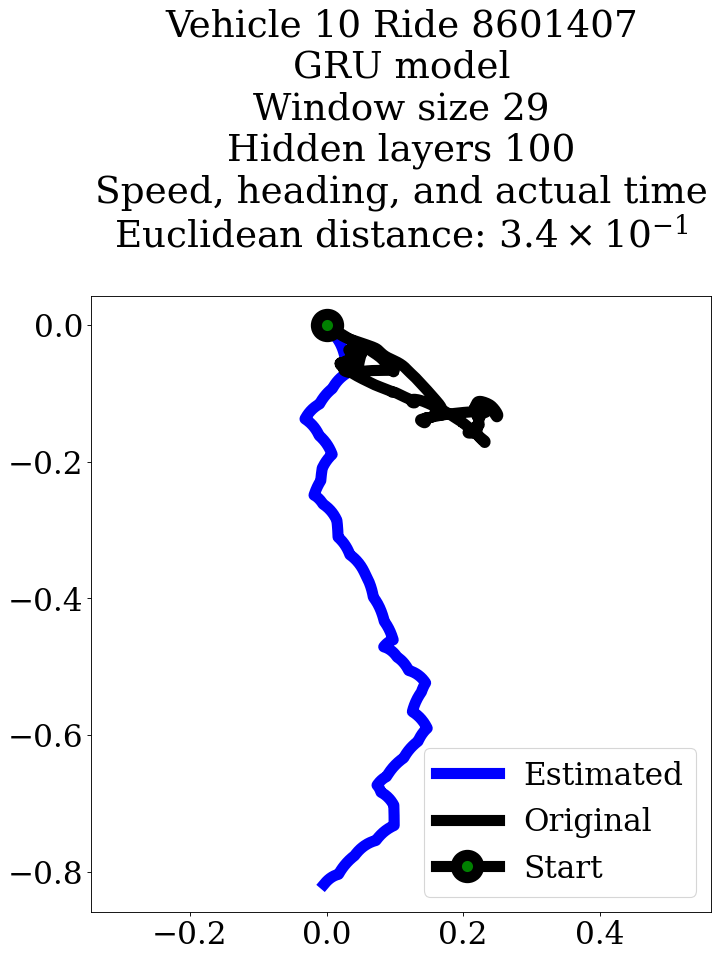 Vehicle 10 Ride 8601407
GRU model
Window size 29
Hidden layers 100
Speed, heading, and actual time
Euclidean distance: 3.4 × 10⁻¹
0.0
−0.2
−0.4
−0.6
−0.8
Estimated
Original
Start
−0.2 0.0 0.2 0.4